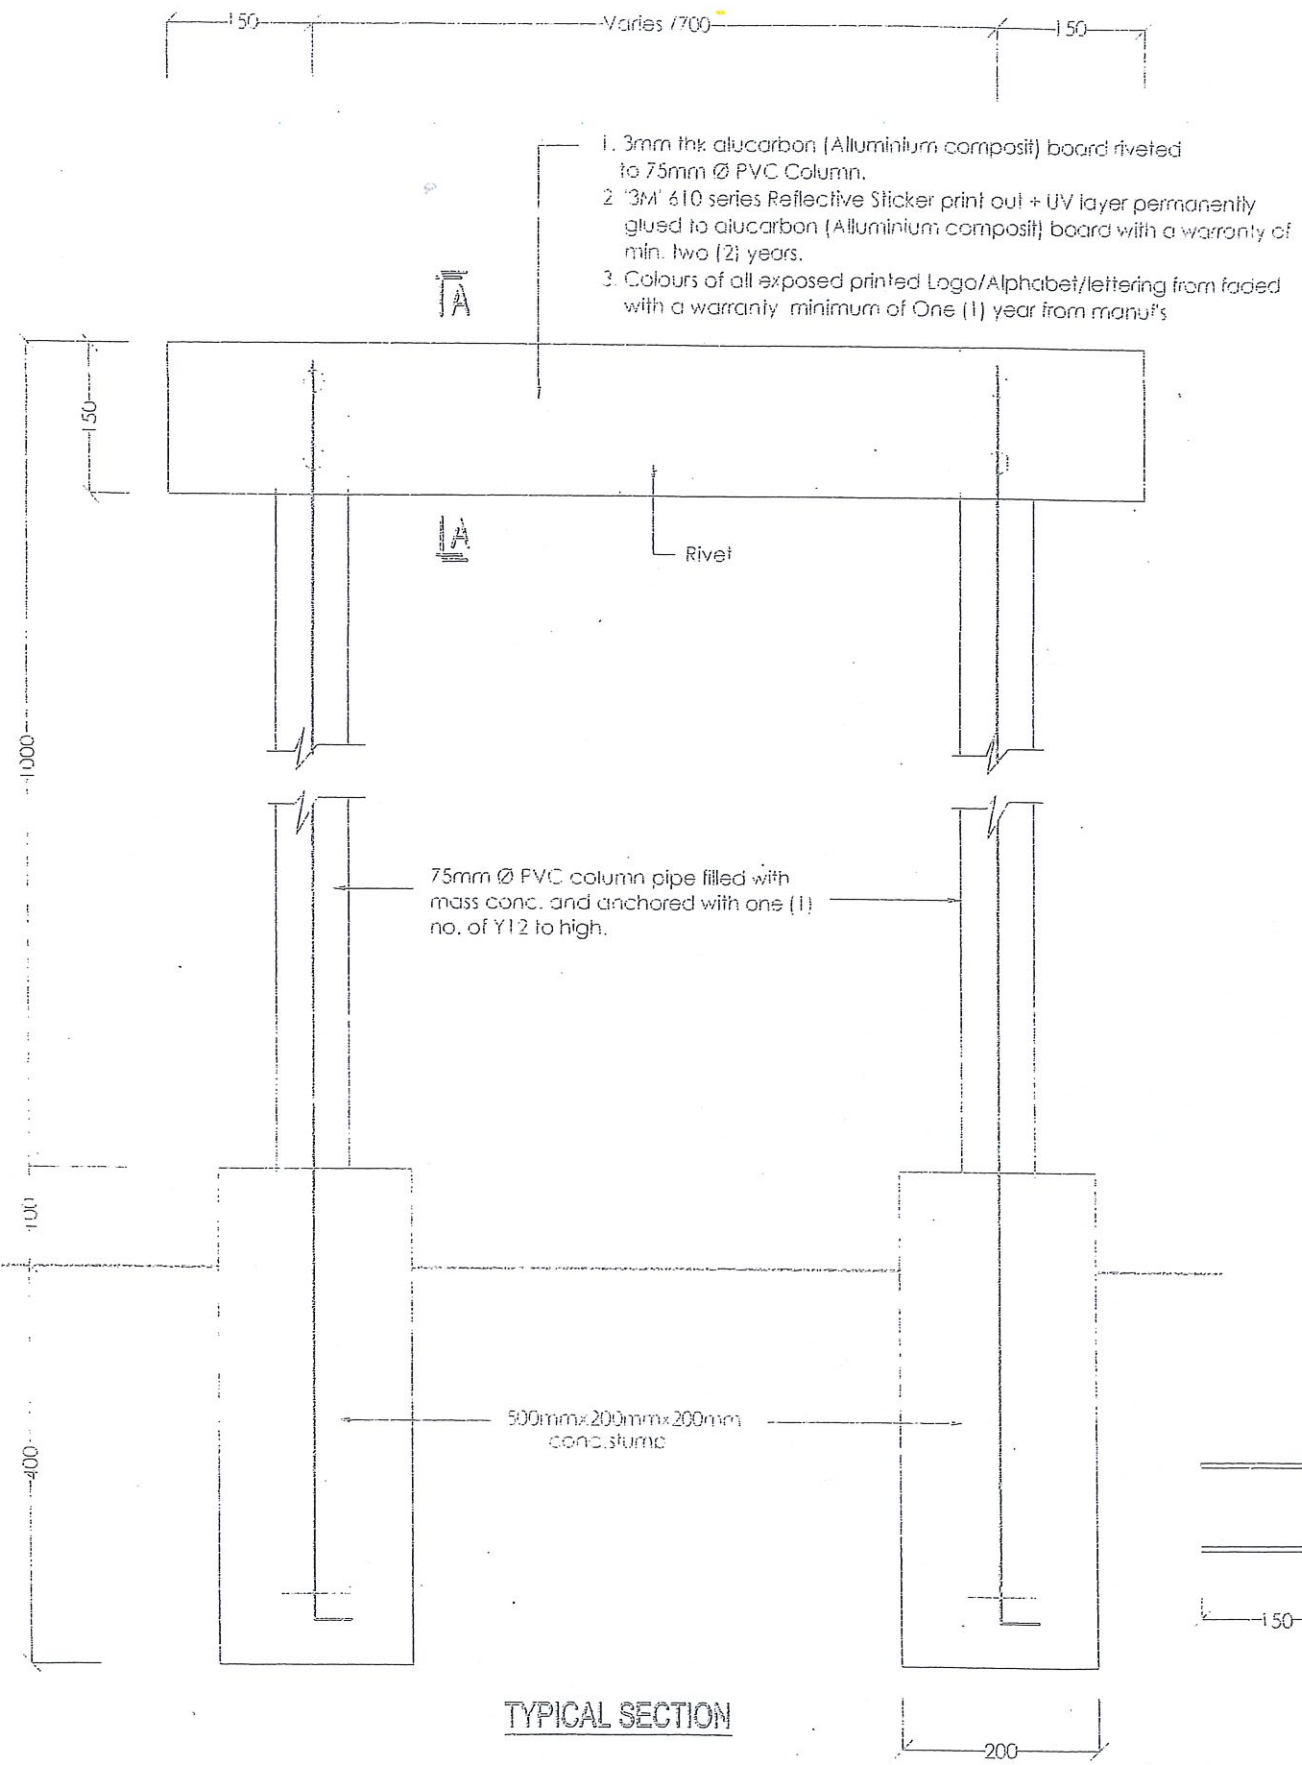 150
Varies /700
150
1. 3mm thk alucarbon (Alluminium composit) board riveted
to 75mm Ø PVC Column.
2 '3M' 610 series Reflective Sticker print out + UV layer permanently
glued to alucarbon (Alluminium composit) board with a warranty of
min. two (2) years.
3. Colours of all exposed printed Logo/Alphabet/lettering from faded
with a warranty minimum of One (1) year from manuf's
A
150
A
Rivet
1000
75mm Ø PVC column pipe filled with
mass conc. and anchored with one (1)
no. of Y12 to high.
100
500mmx200mmx200mm
conc.stump
400
150
TYPICAL SECTION
200